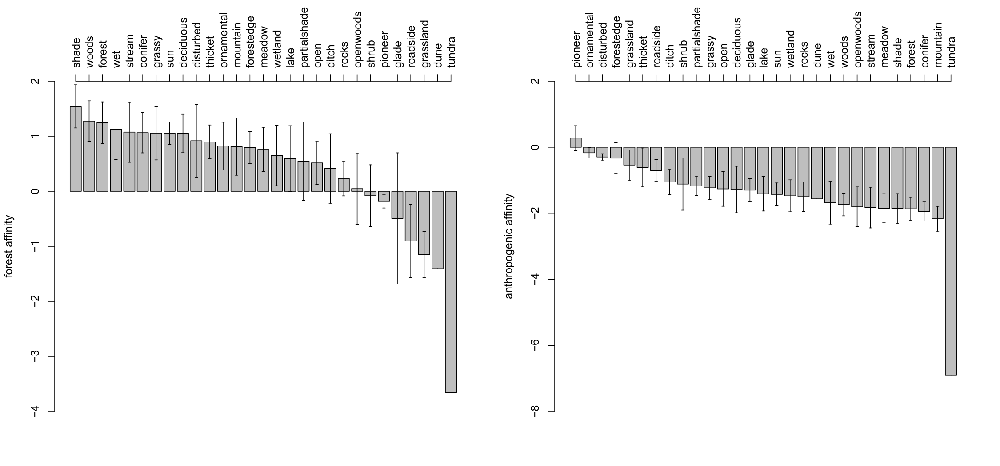 shade
woods
forest
wet
stream
conifer
grassy
sun
deciduous
disturbed
thicket
ornamental
mountain
forestedge
meadow
wetland
lake
partialshade
open
ditch
rocks
openwoods
shrub
pioneer
glade
roadside
grassland
dune
tundra
2
1
0
−1
−2
−3
−4
forest affinity
pioneer
ornamental
disturbed
forestedge
grassland
thicket
roadside
ditch
shrub
partialshade
grassy
open
deciduous
glade
lake
sun
wetland
rocks
dune
wet
woods
openwoods
stream
meadow
shade
forest
conifer
mountain
tundra
2
0
−2
−4
−6
−8
anthropogenic affinity